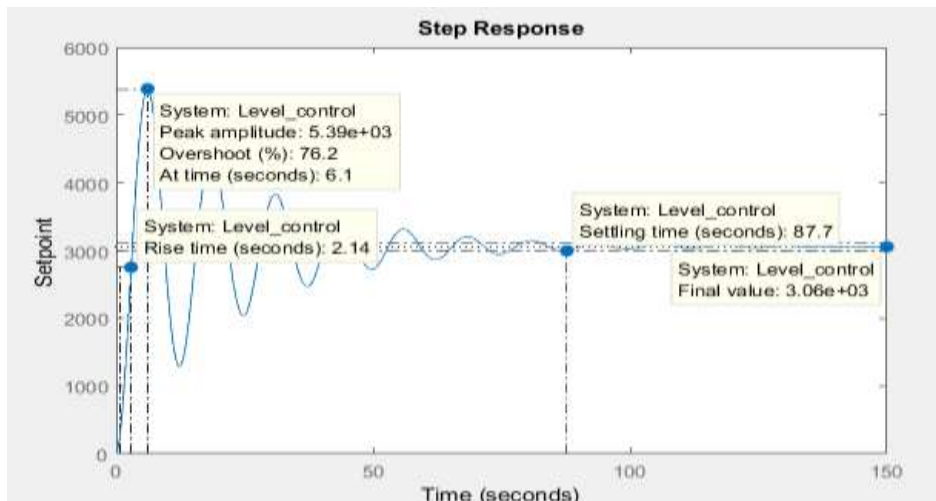 Step Response
6000
5000
4000
3000
2000
1000
0
Setpoint
System: Level_control
Peak amplitude: 5.39e+03
Overshoot (%): 76.2
At time (seconds): 6.1
System: Level_control
Rise time (seconds): 2.14
System: Level_control
Settling time (seconds): 87.7
System: Level_control
Final value: 3.06e+03
0
50
100
150
Time (seconds)